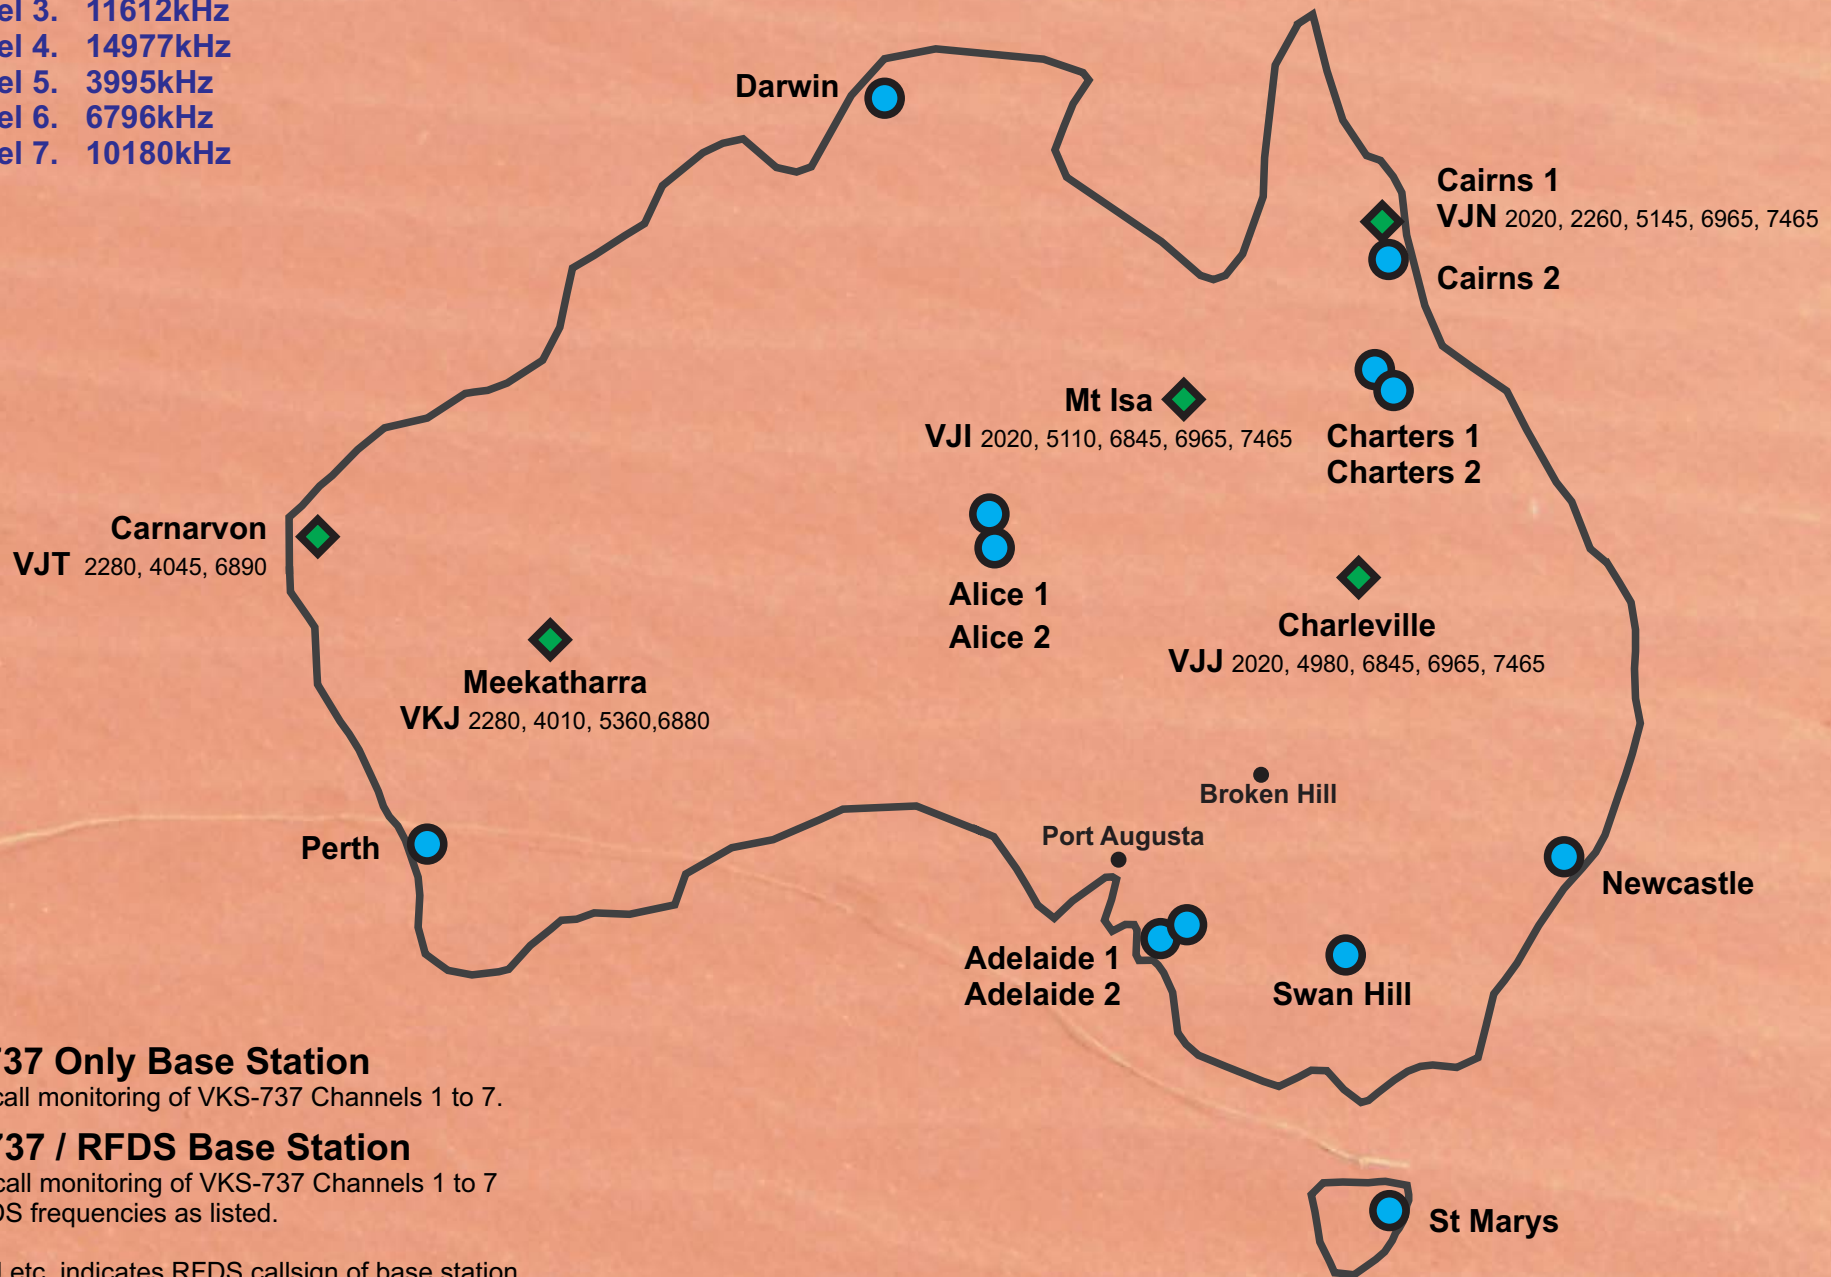 el 3. 11612kHz
el 4. 14977kHz
el 5. 3995kHz
el 6. 6796kHz
el 7. 10180kHz
Darwin
Cairns 1
VJN 2020, 2260, 5145, 6965, 7465
Cairns 2
Mt Isa
VJI 2020, 5110, 6845, 6965, 7465
Charters 1
Charters 2
Carnarvon
VJT 2280, 4045, 6890
Alice 1
Alice 2
Charleville
VJJ 2020, 4980, 6845, 6965, 7465
Meekatharra
VKJ 2280, 4010, 5360,6880
Broken Hill
Port Augusta
Perth
Newcastle
Adelaide 1
Adelaide 2
Swan Hill
737 Only Base Station
call monitoring of VKS-737 Channels 1 to 7.
737 / RFDS Base Station
call monitoring of VKS-737 Channels 1 to 7
DS frequencies as listed.
St Marys
etc. indicates RFDS callsign of base station